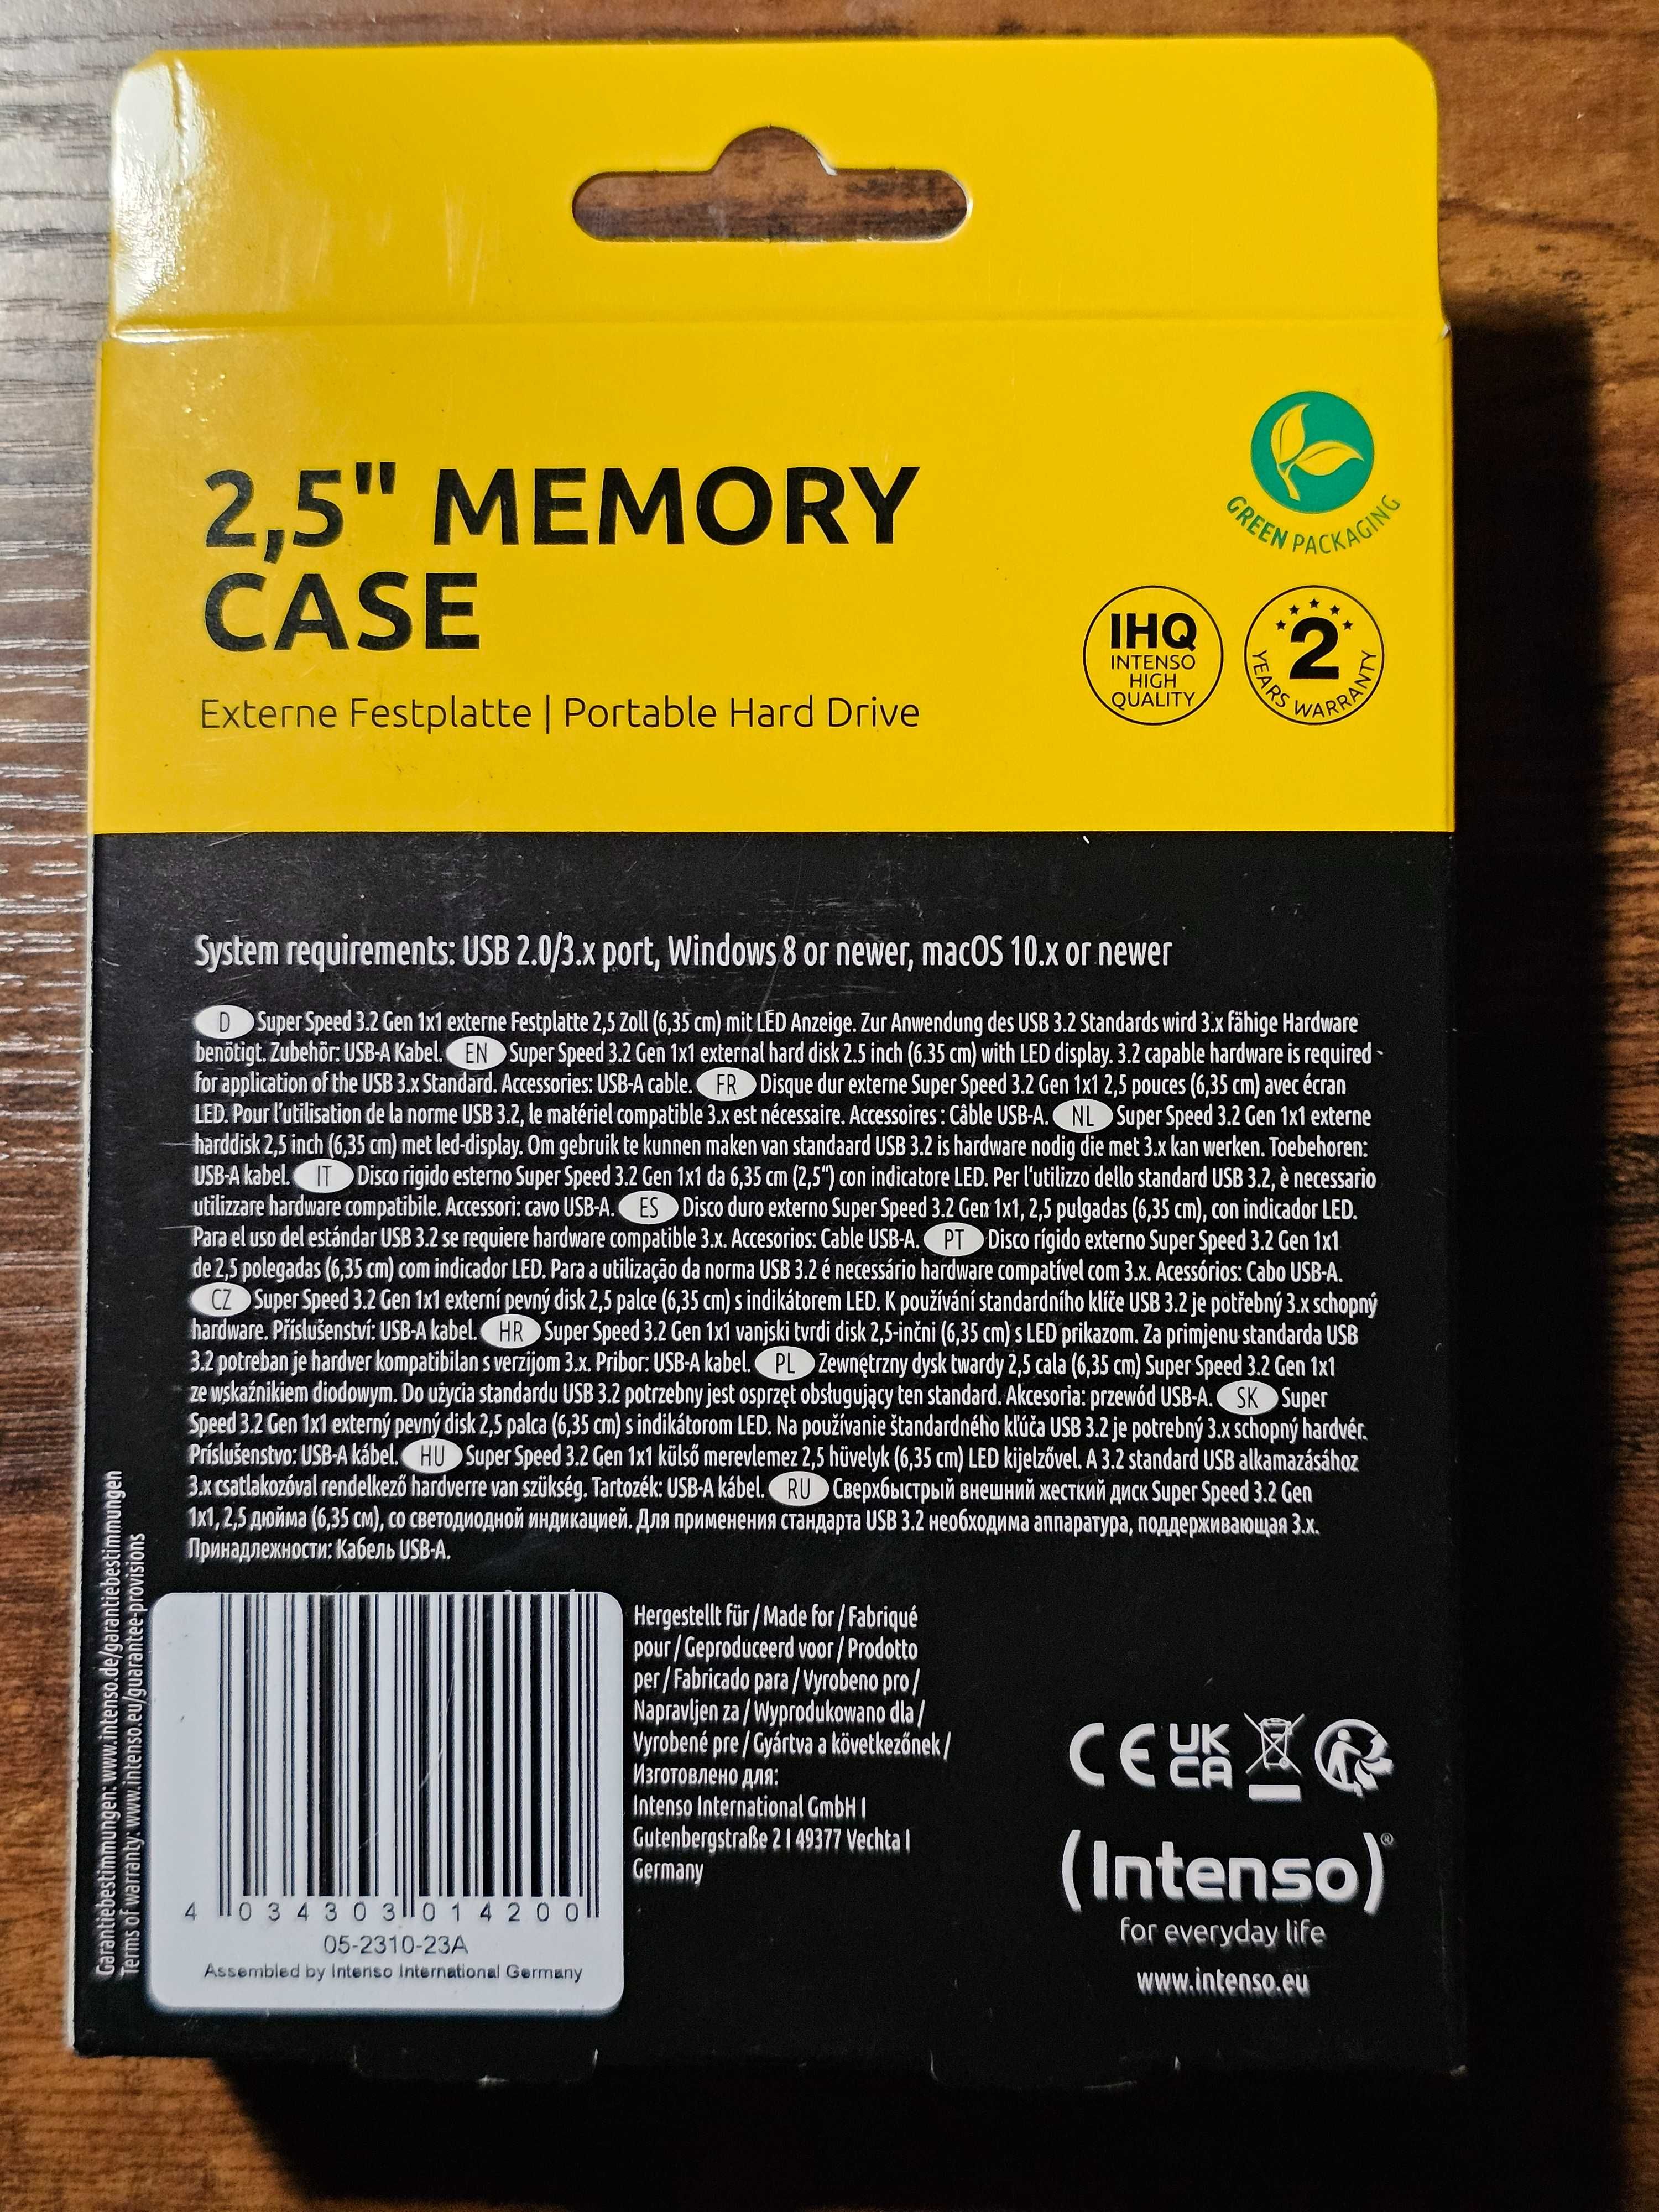 2,5" MEMORY
CASE
Externe Festplatte | Portable Hard Drive
GREEN PACKAGING
IHQ
INTENSO
HIGH
QUALITY
2
YEARS WARRANTY
System requirements: USB 2.0/3.x port, Windows 8 or newer, macOS 10.x or newer
D Super Speed 3.2 Gen 1x1 externe Festplatte 2,5 Zoll (6,35 cm) mit LED Anzeige. Zur Anwendung des USB 3.2 Standards wird 3.x fähige Hardware
benötigt. Zubehör: USB-A Kabel. EN Super Speed 3.2 Gen 1x1 external hard disk 2.5 inch (6.35 cm) with LED display. 3.2 capable hardware is required -
for application of the USB 3.x Standard. Accessories: USB-A cable. FR Disque dur externe Super Speed 3.2 Gen 1x1 2,5 pouces (6,35 cm) avec écran
LED. Pour l'utilisation de la norme USB 3.2, le matériel compatible 3.x est nécessaire. Accessoires : Câble USB-A. NL Super Speed 3.2 Gen 1x1 externe
harddisk 2,5 inch (6,35 cm) met led-display. Om gebruik te kunnen maken van standaard USB 3.2 is hardware nodig die met 3.x kan werken. Toebehoren:
USB-A kabel. IT Disco rigido esterno Super Speed 3.2 Gen 1x1 da 6,35 cm (2,5“) con indicatore LED. Per l‘utilizzo dello standard USB 3.2, è necessario
utilizzare hardware compatibile. Accessori: cavo USB-A. ES Disco duro externo Super Speed 3.2 Gen 1x1, 2,5 pulgadas (6,35 cm), con indicador LED.
Para el uso del estándar USB 3.2 se requiere hardware compatible 3.x. Accesorios: Cable USB-A. PT Disco rígido externo Super Speed 3.2 Gen 1x1
de 2,5 polegadas (6,35 cm) com indicador LED. Para a utilização da norma USB 3.2 é necessário hardware compatível com 3.x. Acessórios: Cabo USB-A.
CZ Super Speed 3.2 Gen 1x1 externí pevný disk 2,5 palce (6,35 cm) s indikátorem LED. K používání standardního klíče USB 3.2 je potřebný 3.x schopný
hardware. Příslušenství: USB-A kabel. HR Super Speed 3.2 Gen 1x1 vanjski tvrdi disk 2,5-inčni (6,35 cm) s LED prikazom. Za primjenu standarda USB
3.2 potreban je hardver kompatibilan s verzijom 3.x. Pribor: USB-A kabel. PL Zewnętrzny dysk twardy 2,5 cala (6,35 cm) Super Speed 3.2 Gen 1x1
ze wskaźnikiem diodowym. Do użycia standardu USB 3.2 potrzebny jest osprzęt obsługujący ten standard. Akcesoria: przewód USB-A. SK Super
Speed 3.2 Gen 1x1 externý pevný disk 2,5 palca (6,35 cm) s indikátorom LED. Na používanie štandardného kľúča USB 3.2 je potrebný 3.x schopný hardvér.
Príslušenstvo: USB-A kábel. HU Super Speed 3.2 Gen 1x1 külső merevlemez 2,5 hüvelyk (6,35 cm) LED kijelzővel. A 3.2 standard USB alkamazásához
3.x csatlakozóval rendelkező hardverre van szükség. Tartozék: USB-A kábel. RU Сверхбыстрый внешний жесткий диск Super Speed 3.2 Gen
1x1, 2,5 дюйма (6,35 см), со светодиодной индикацией. Для применения стандарта USB 3.2 необходима аппаратура, поддерживающая 3.x.
Принадлежности: Кабель USB-A.
Garantiebestimmungen: www.intenso.de/garantiebestimmungen
Terms of warranty: www.intenso.eu/guarantee-provisions
4 034303 014200
05-2310-23A
Assembled by Intenso International Germany
Hergestellt für / Made for / Fabriqué
pour / Geproduceerd voor / Prodotto
per / Fabricado para / Vyrobeno pro /
Napravljen za / Wyprodukowano dla /
Vyrobené pre / Gyártva a következőnek /
Изготовлено для:
Intenso International GmbH I
Gutenbergstraße 2 I 49377 Vechta I
Germany
CE UK
CA
(Intenso)®
for everyday life
www.intenso.eu